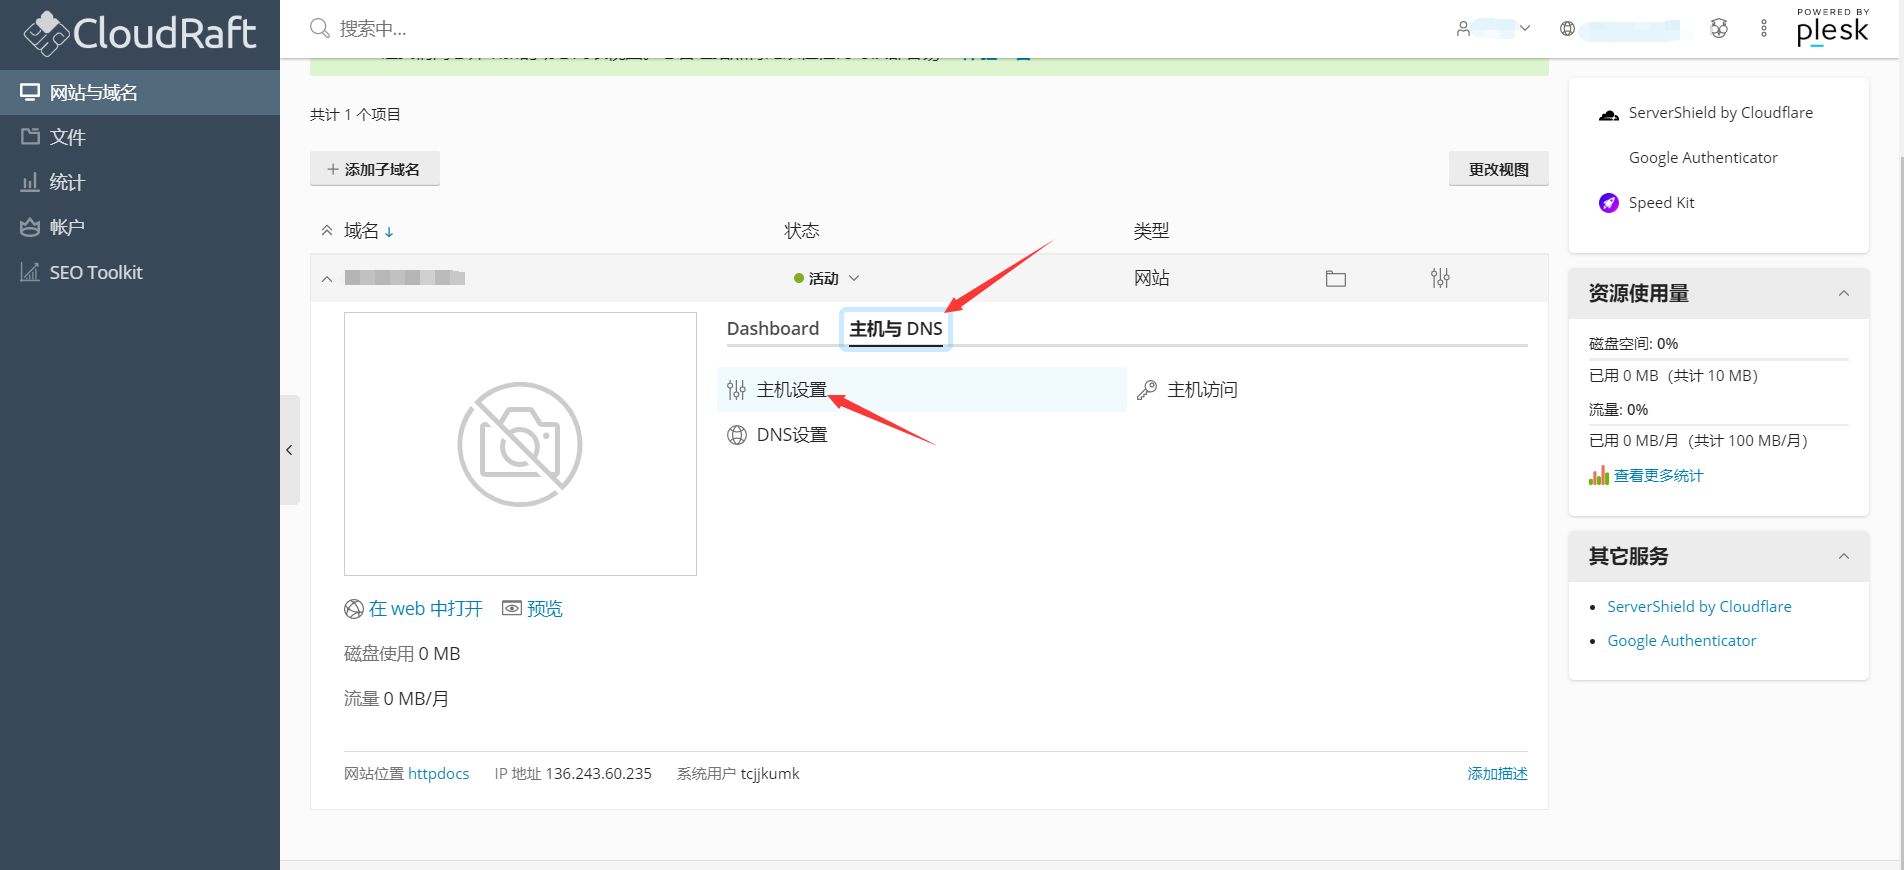 CloudRaft
搜索中...
POWERED BY
plesk
网站与域名
文件
统计
帐户
SEO Toolkit
共计 1 个项目
+ 添加子域名
更改视图
域名 ↓
状态
类型
活动
网站
Dashboard
主机与 DNS
主机设置
主机访问
DNS设置
在 web 中打开
预览
磁盘使用 0 MB
流量 0 MB/月
网站位置 httpdocs
IP 地址 136.243.60.235
系统用户 tcjjkumk
添加描述
ServerShield by Cloudflare
Google Authenticator
Speed Kit
资源使用量
磁盘空间: 0%
已用 0 MB（共计 10 MB）
流量: 0%
已用 0 MB/月（共计 100 MB/月）
查看更多统计
其它服务
ServerShield by Cloudflare
Google Authenticator